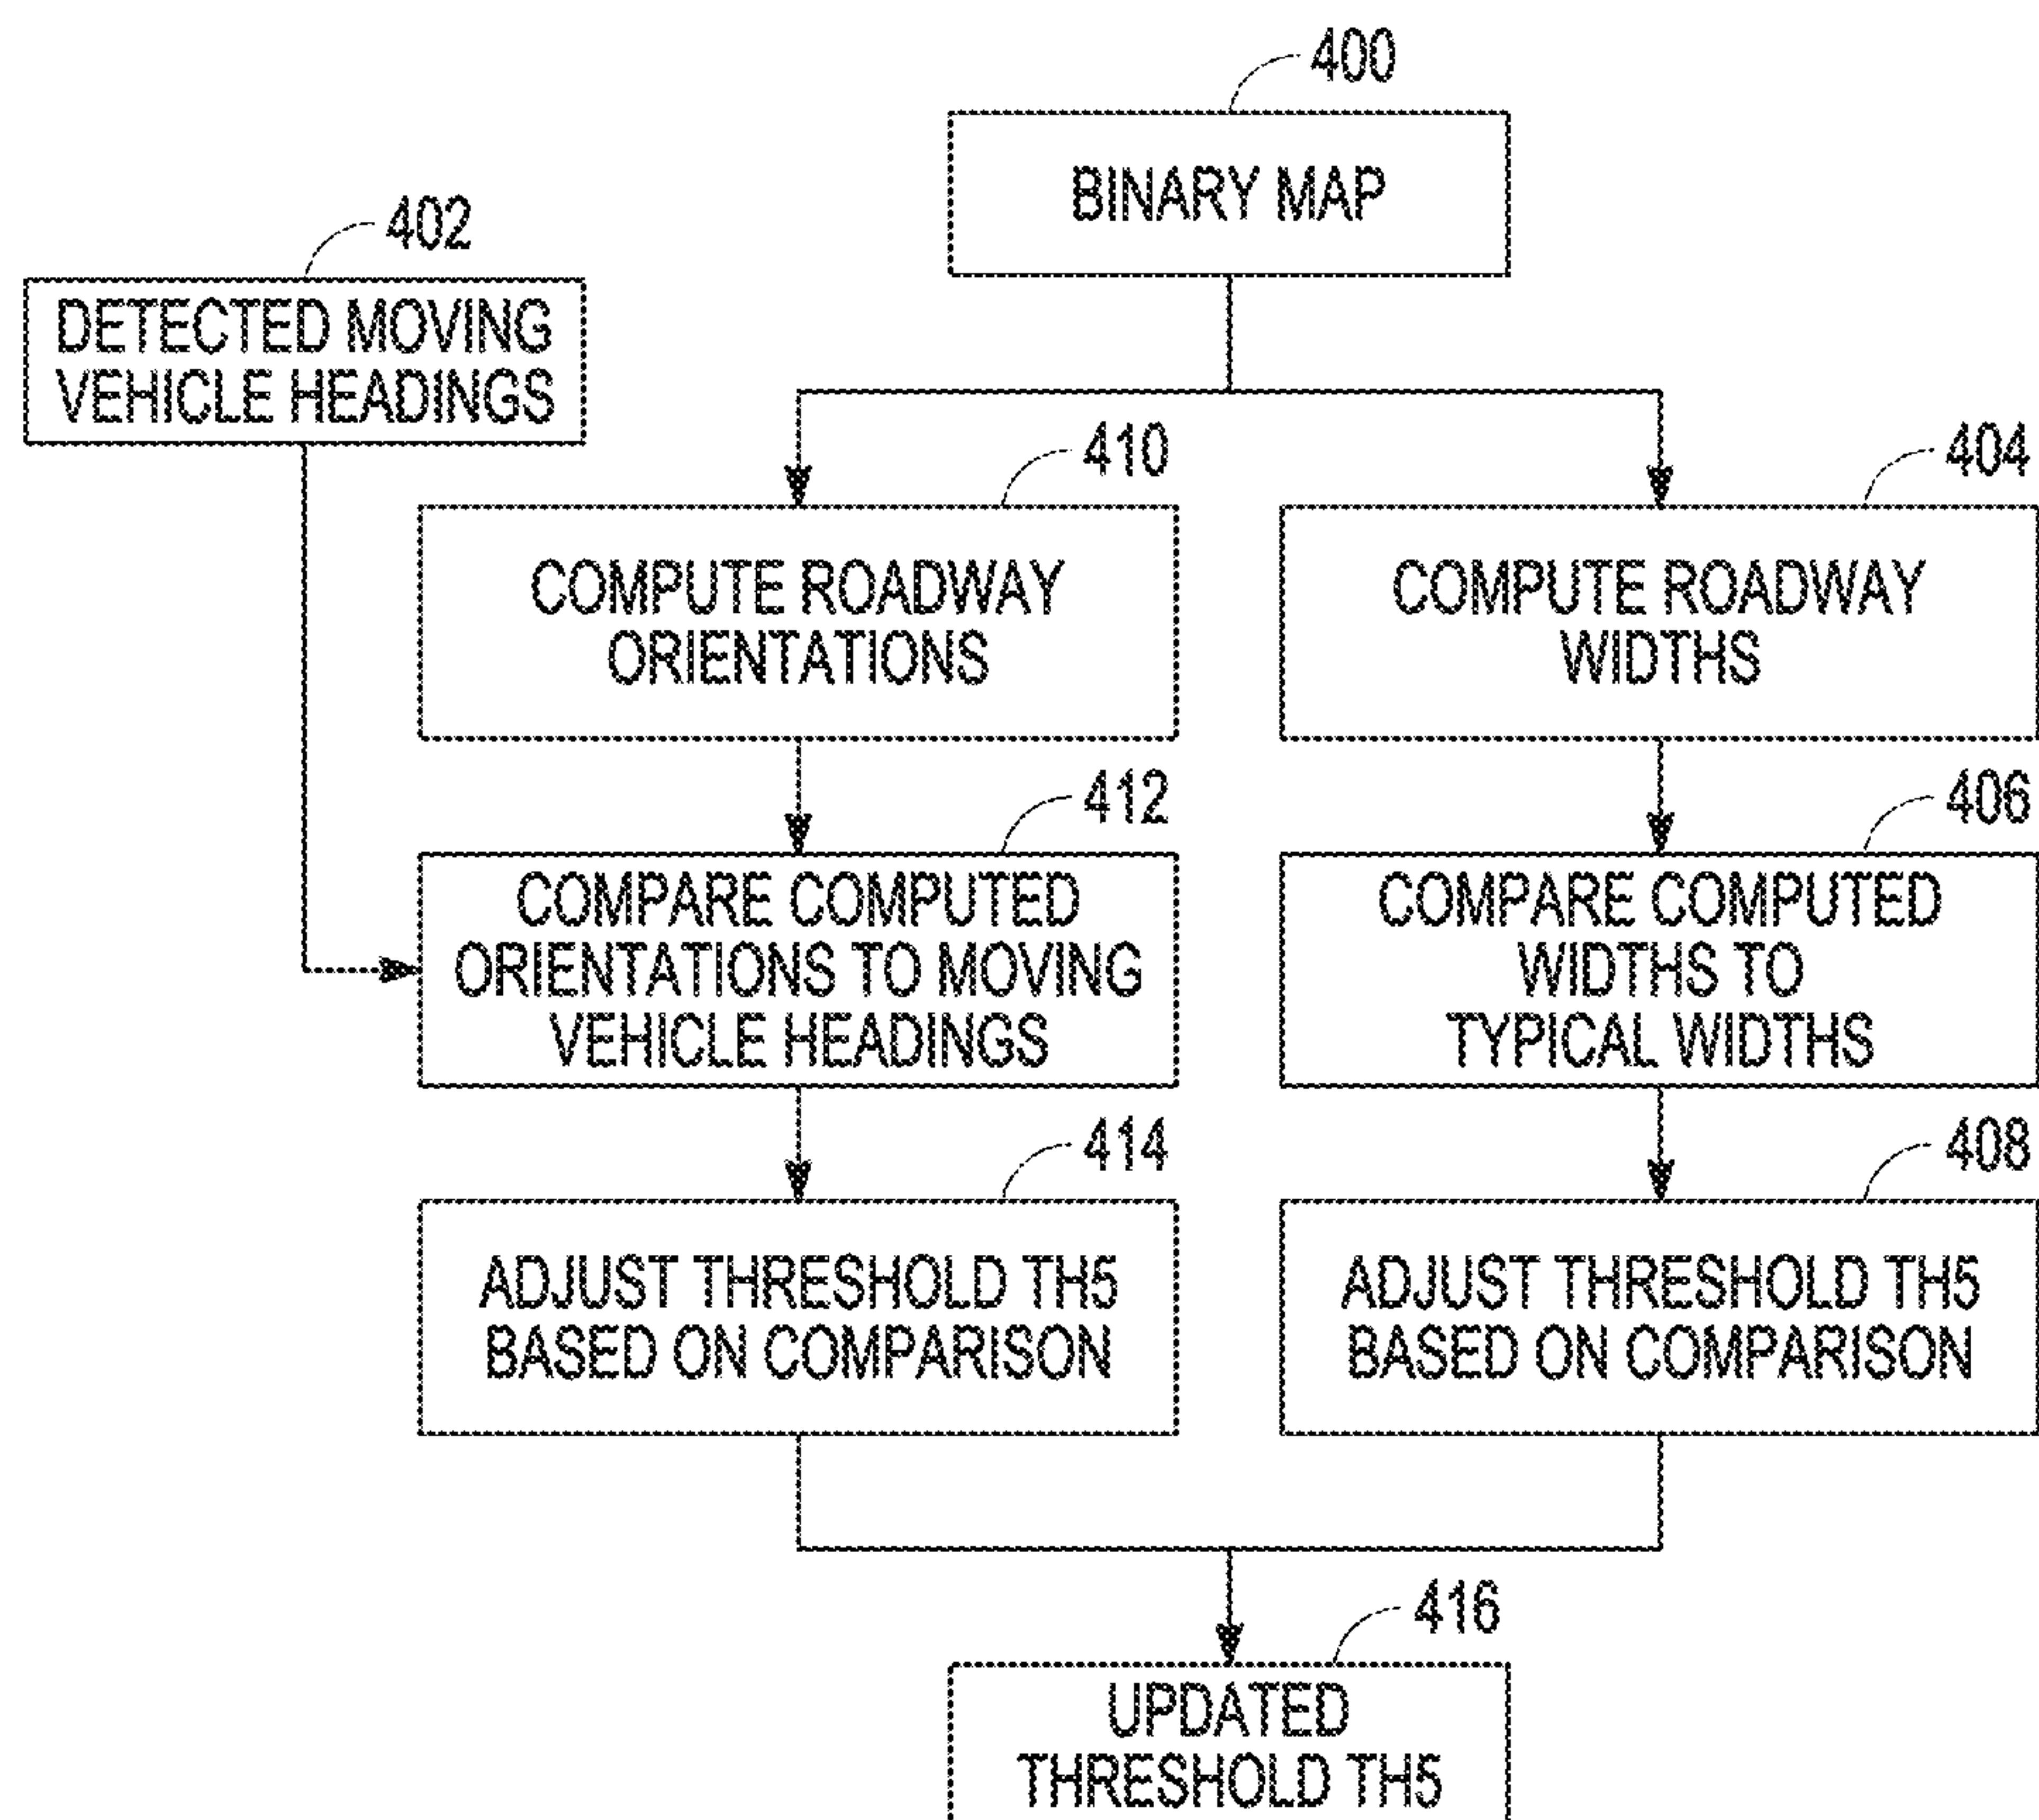 400
BINARY MAP
402
DETECTED MOVING
VEHICLE HEADINGS
410
COMPUTE ROADWAY
ORIENTATIONS
404
COMPUTE ROADWAY
WIDTHS
412
COMPARE COMPUTED
ORIENTATIONS TO MOVING
VEHICLE HEADINGS
406
COMPARE COMPUTED
WIDTHS TO
TYPICAL WIDTHS
414
ADJUST THRESHOLD TH5
BASED ON COMPARISON
408
ADJUST THRESHOLD TH5
BASED ON COMPARISON
416
UPDATED
THRESHOLD TH5